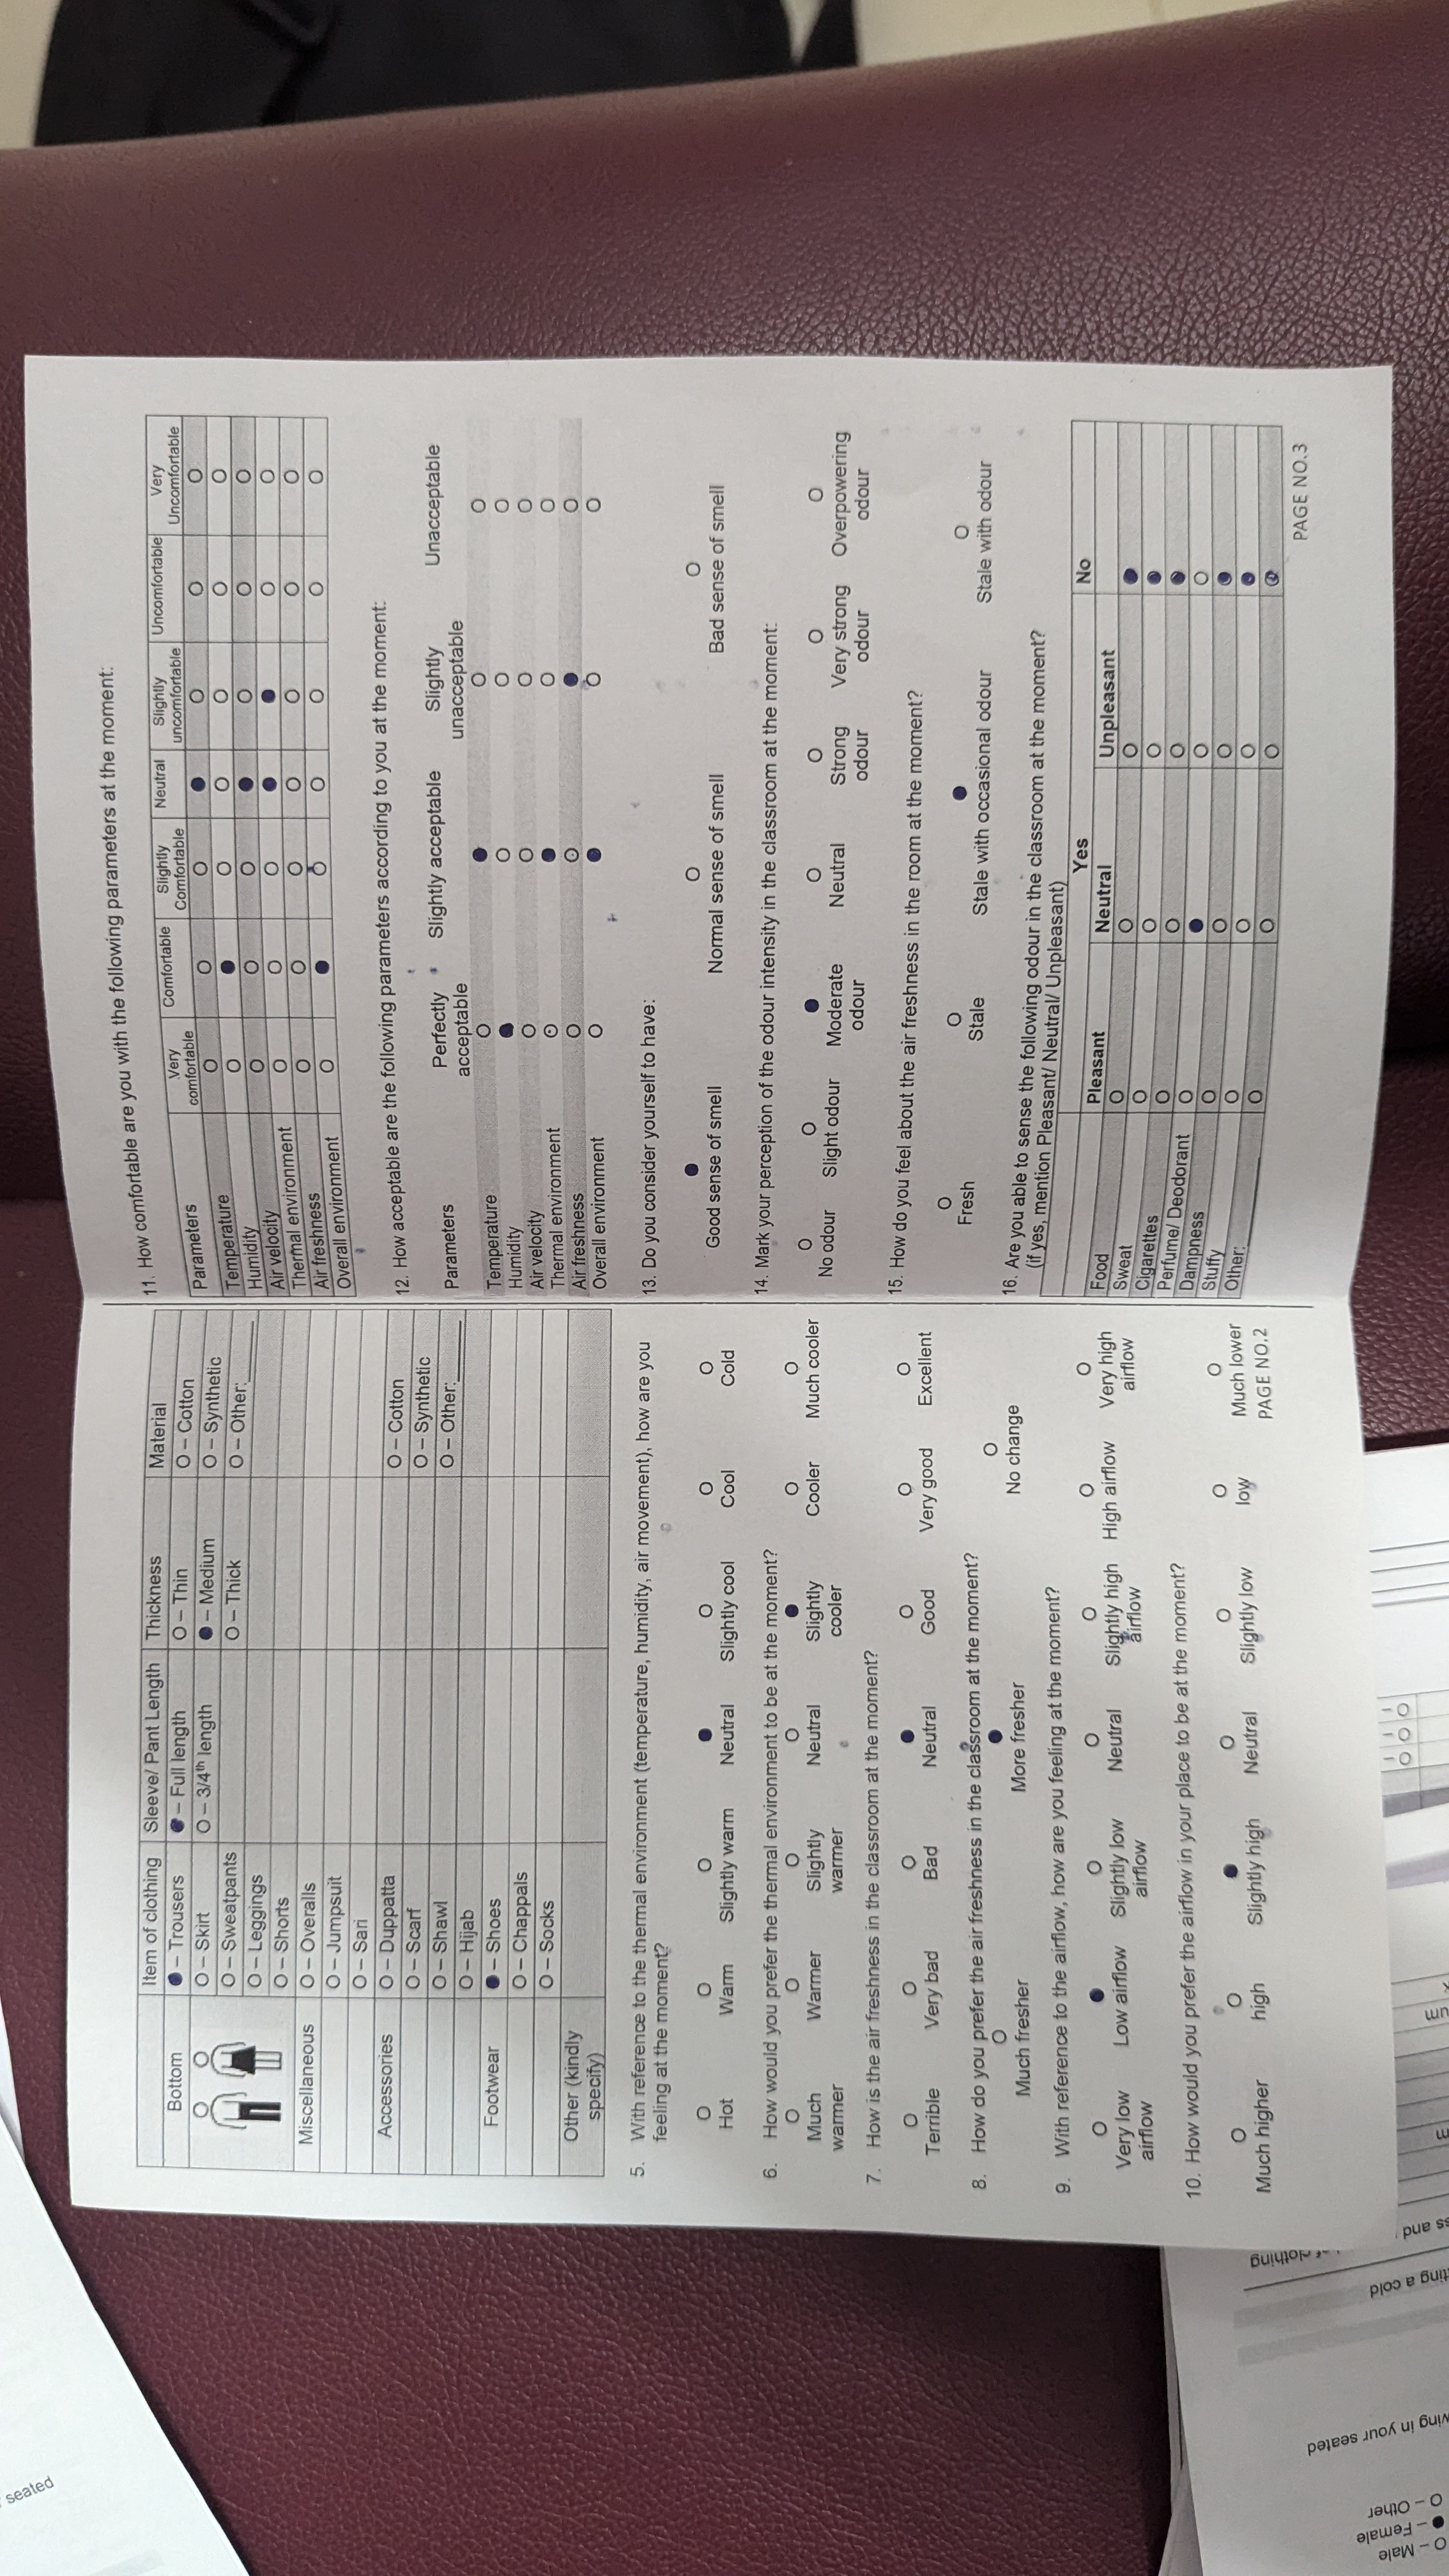 Item of clothing Sleeve/ Pant Length Thickness Material
Bottom ● – Trousers ● – Full length O – Thin O – Cotton
O – Skirt O – 3/4th length ● – Medium O – Synthetic
O – Sweatpants O – Thick O – Other:______
O – Leggings
O – Shorts
Miscellaneous O – Overalls
O – Jumpsuit
O – Sari
Accessories O – Duppatta O – Cotton
O – Scarf O – Synthetic
O – Shawl O – Other:______
O – Hijab
Footwear ● – Shoes
O – Chappals
O – Socks
Other (kindly
specify)
5. With reference to the thermal environment (temperature, humidity, air movement), how are you
feeling at the moment?
O O O ● O O O
Hot Warm Slightly warm Neutral Slightly cool Cool Cold
6. How would you prefer the thermal environment to be at the moment?
O O O O ● O O
Much Warmer Slightly Neutral Slightly Cooler Much cooler
warmer warmer cooler
7. How is the air freshness in the classroom at the moment?
O O O ● O O O
Terrible Very bad Bad Neutral Good Very good Excellent
8. How do you prefer the air freshness in the classroom at the moment?
O ● O
Much fresher More fresher No change
9. With reference to the airflow, how are you feeling at the moment?
O ● O O O O O
Very low Low airflow Slightly low Neutral Slightly high High airflow Very high
airflow airflow airflow airflow
10. How would you prefer the airflow in your place to be at the moment?
O O ● O O O O
Much higher high Slightly high Neutral Slightly low low Much lower
PAGE NO.2
11. How comfortable are you with the following parameters at the moment:
Parameters Very comfortable Comfortable Slightly Comfortable Neutral Slightly uncomfortable Uncomfortable Very Uncomfortable
Temperature O O O ● O O O
Humidity O ● O O O O O
Air velocity O O O ● O O O
Thermal environment O O O ● ● O O
Air freshness O O O O O O O
Overall environment O ● O O O O O
12. How acceptable are the following parameters according to you at the moment:
Parameters Perfectly acceptable Slightly acceptable Slightly unacceptable Unacceptable
Temperature O ● O O
Humidity ● O O O
Air velocity O O O O
Thermal environment O ● O O
Air freshness O O ● O
Overall environment O ● O O
13. Do you consider yourself to have:
● O O
Good sense of smell Normal sense of smell Bad sense of smell
14. Mark your perception of the odour intensity in the classroom at the moment:
O O ● O O O O
No odour Slight odour Moderate Neutral Strong Very strong Overpowering
odour odour odour odour
15. How do you feel about the air freshness in the room at the moment?
O O ● O
Fresh Stale Stale with occasional odour Stale with odour
16. Are you able to sense the following odour in the classroom at the moment?
(if yes, mention Pleasant/ Neutral/ Unpleasant)
Yes No
Pleasant Neutral Unpleasant
Food O O O ●
Sweat O O O ●
Cigarettes O O O ●
Perfume/ Deodorant O ● O O
Dampness O O O ●
Stuffy O O O ●
Other:______ O O O ●
PAGE NO.3
seated
ss and
of clothing
ting a cold
wing in your seated
O – Male
● – Female
O – Other